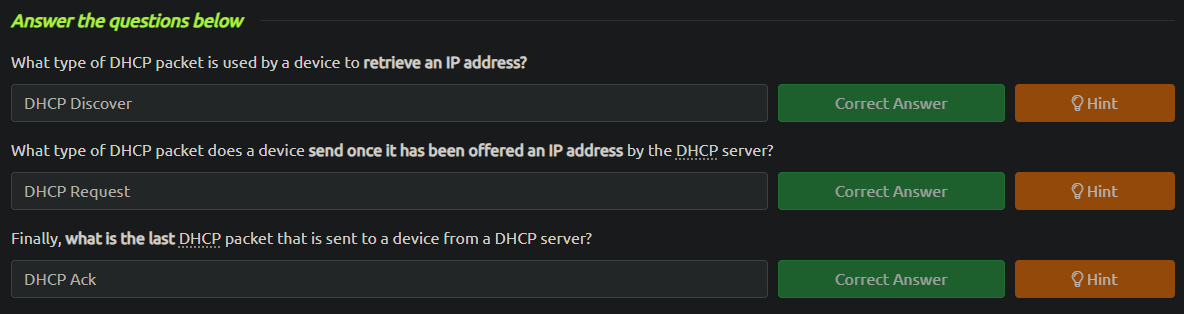 Answer the questions below
What type of DHCP packet is used by a device to retrieve an IP address?
DHCP Discover
Correct Answer
Hint
What type of DHCP packet does a device send once it has been offered an IP address by the DHCP server?
DHCP Request
Correct Answer
Hint
Finally, what is the last DHCP packet that is sent to a device from a DHCP server?
DHCP Ack
Correct Answer
Hint